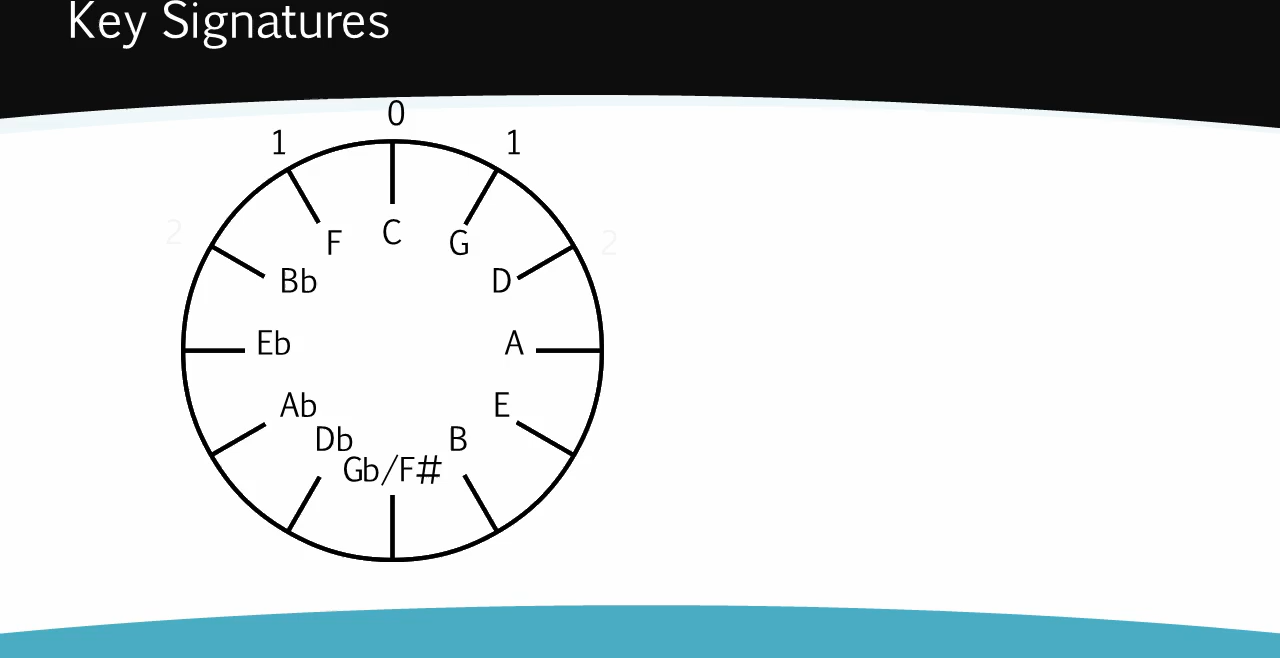 Key Signatures
0
1 1
2 2
C
F G
Bb D
Eb A
Ab E
Db B
Gb/F#